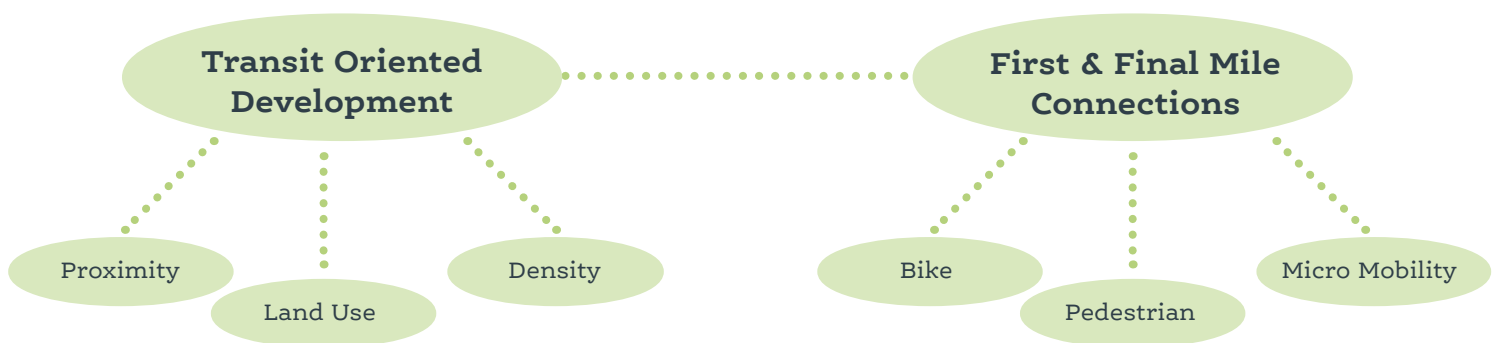 Transit Oriented
Development
First & Final Mile
Connections
Proximity
Land Use
Density
Bike
Pedestrian
Micro Mobility